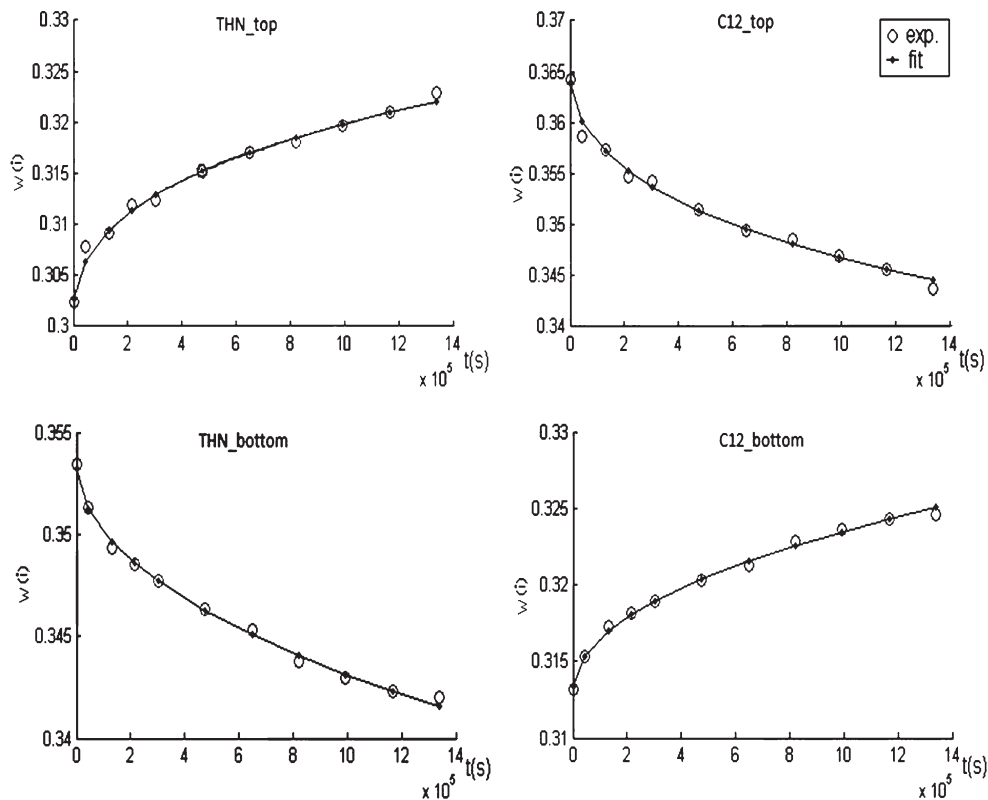 THN_top
0.33
0.325
0.32
0.315
0.31
0.305
0.3
w(i)
0 2 4 6 8 10 12 14
t(s)
x 10^5
C12_top
exp.
fit
0.37
0.365
0.36
0.355
0.35
0.345
0.34
w(i)
0 2 4 6 8 10 12 14
t(s)
x 10^5
THN_bottom
0.355
0.35
0.345
0.34
w(i)
0 2 4 6 8 10 12 14
t(s)
x 10^5
C12_bottom
0.33
0.325
0.32
0.315
0.31
w(i)
0 2 4 6 8 10 12 14
t(s)
x 10^5